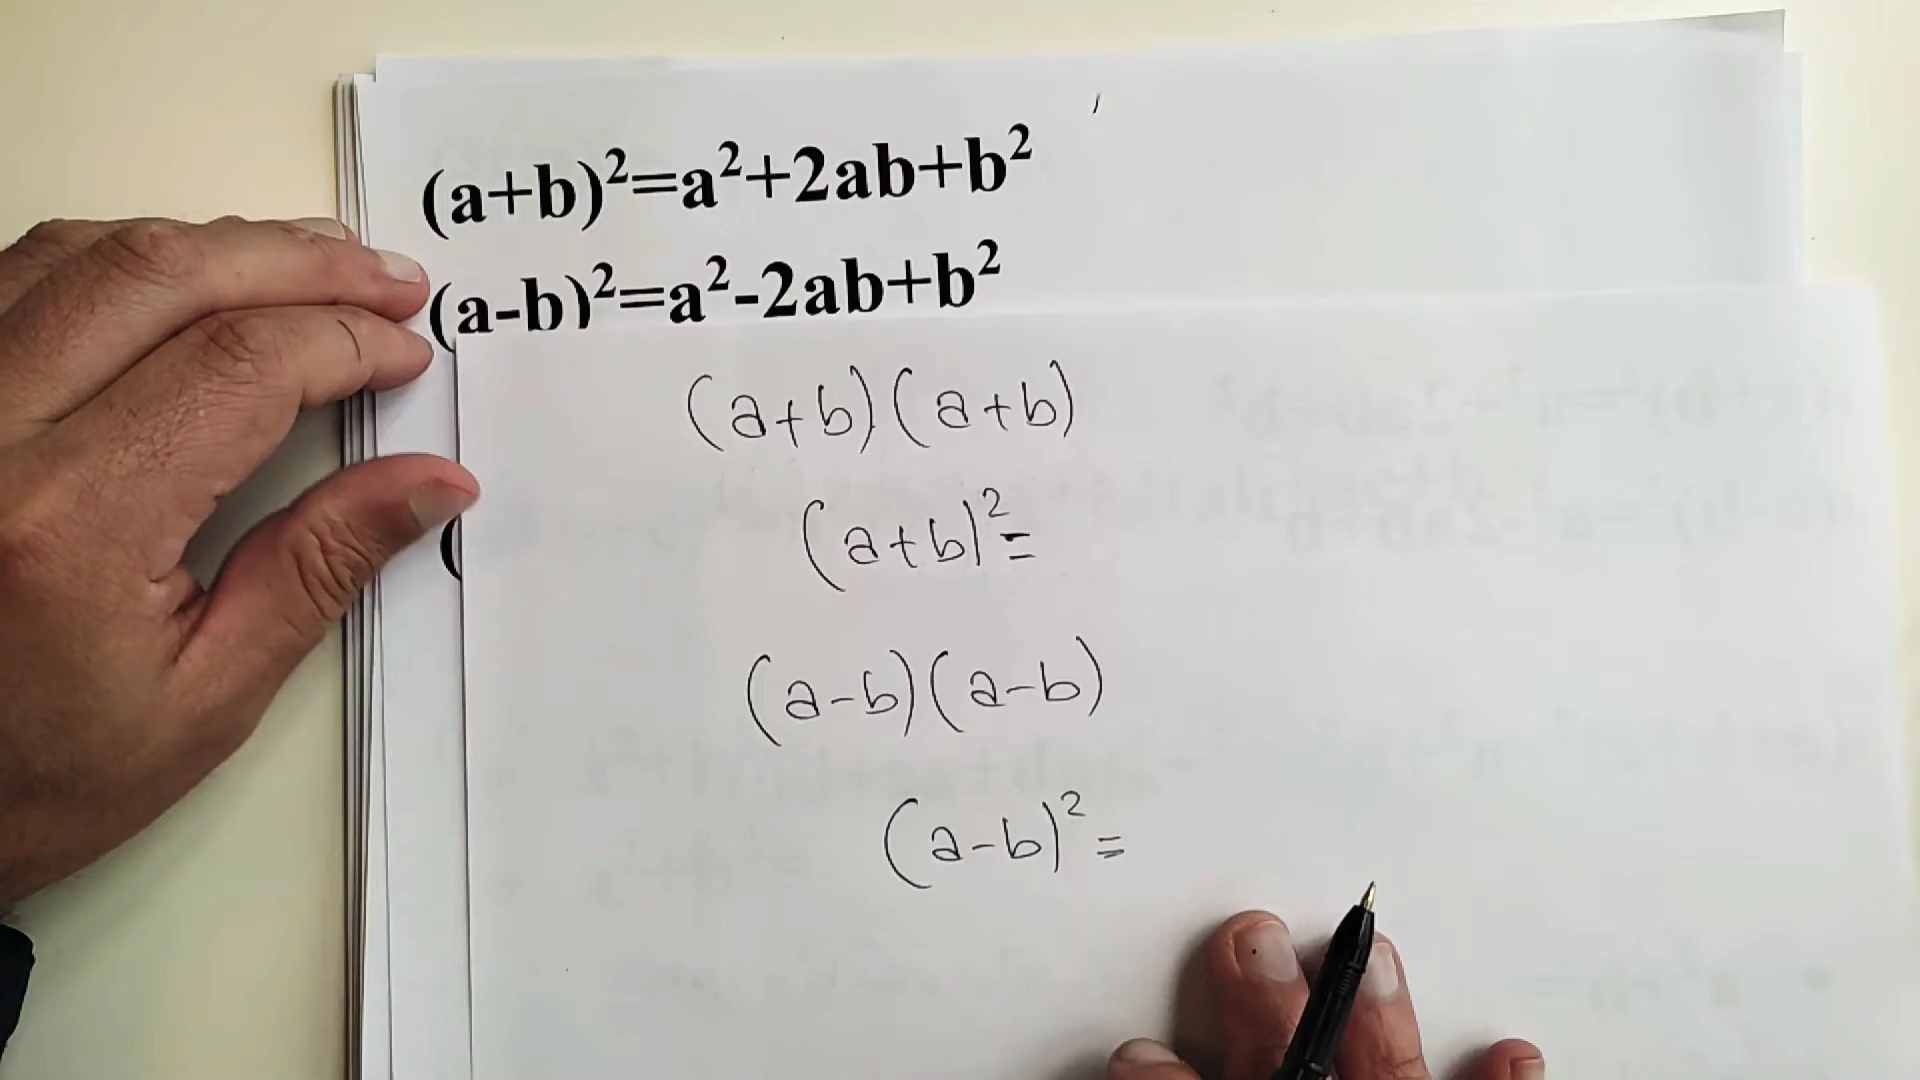 (a+b)²=a²+2ab+b²
(a-b)²=a²-2ab+b²
(a+b)(a+b)
(a+b)²=
(
(a-b)(a-b)
(a-b)²=